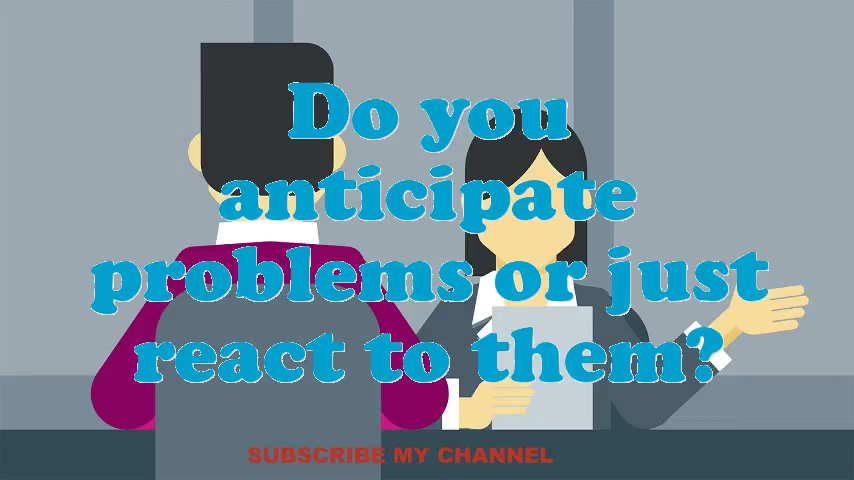 Do you
anticipate
problems or just
react to them?
SUBSCRIBE MY CHANNEL